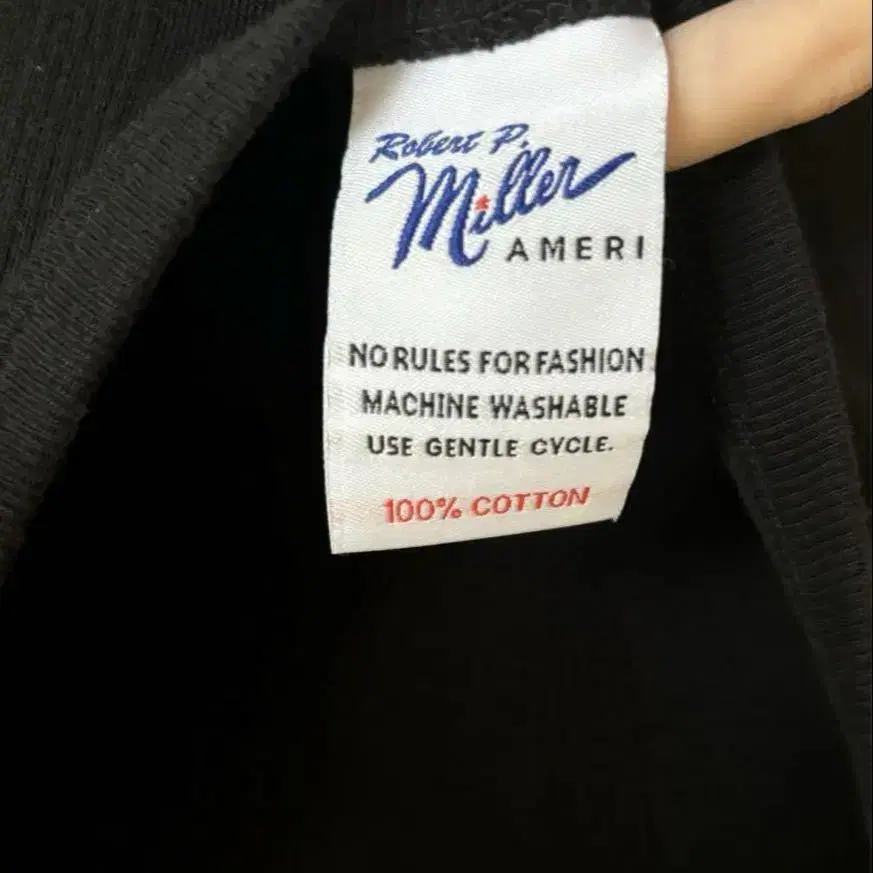 Robert P.
Miller
AMERI
NO RULES FOR FASHION
MACHINE WASHABLE
USE GENTLE CYCLE.
100% COTTON